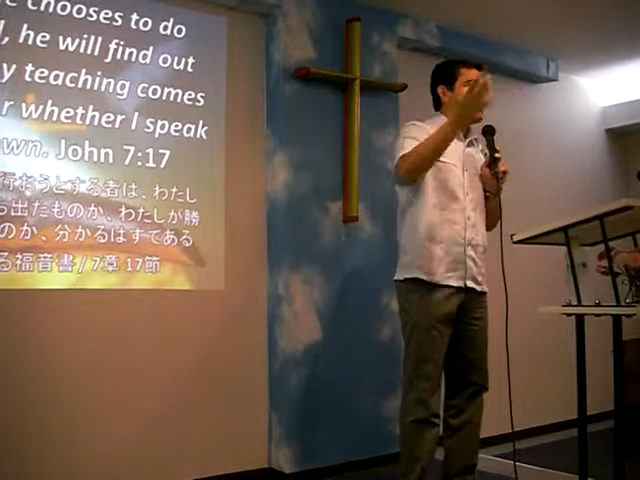 chooses to do
, he will find out
y teaching comes
r whether I speak
wn. John 7:17
行おうとする者は、わたし
出たものか、わたしが勝
のか、分かるはずである
る福音書 / 7章 17節